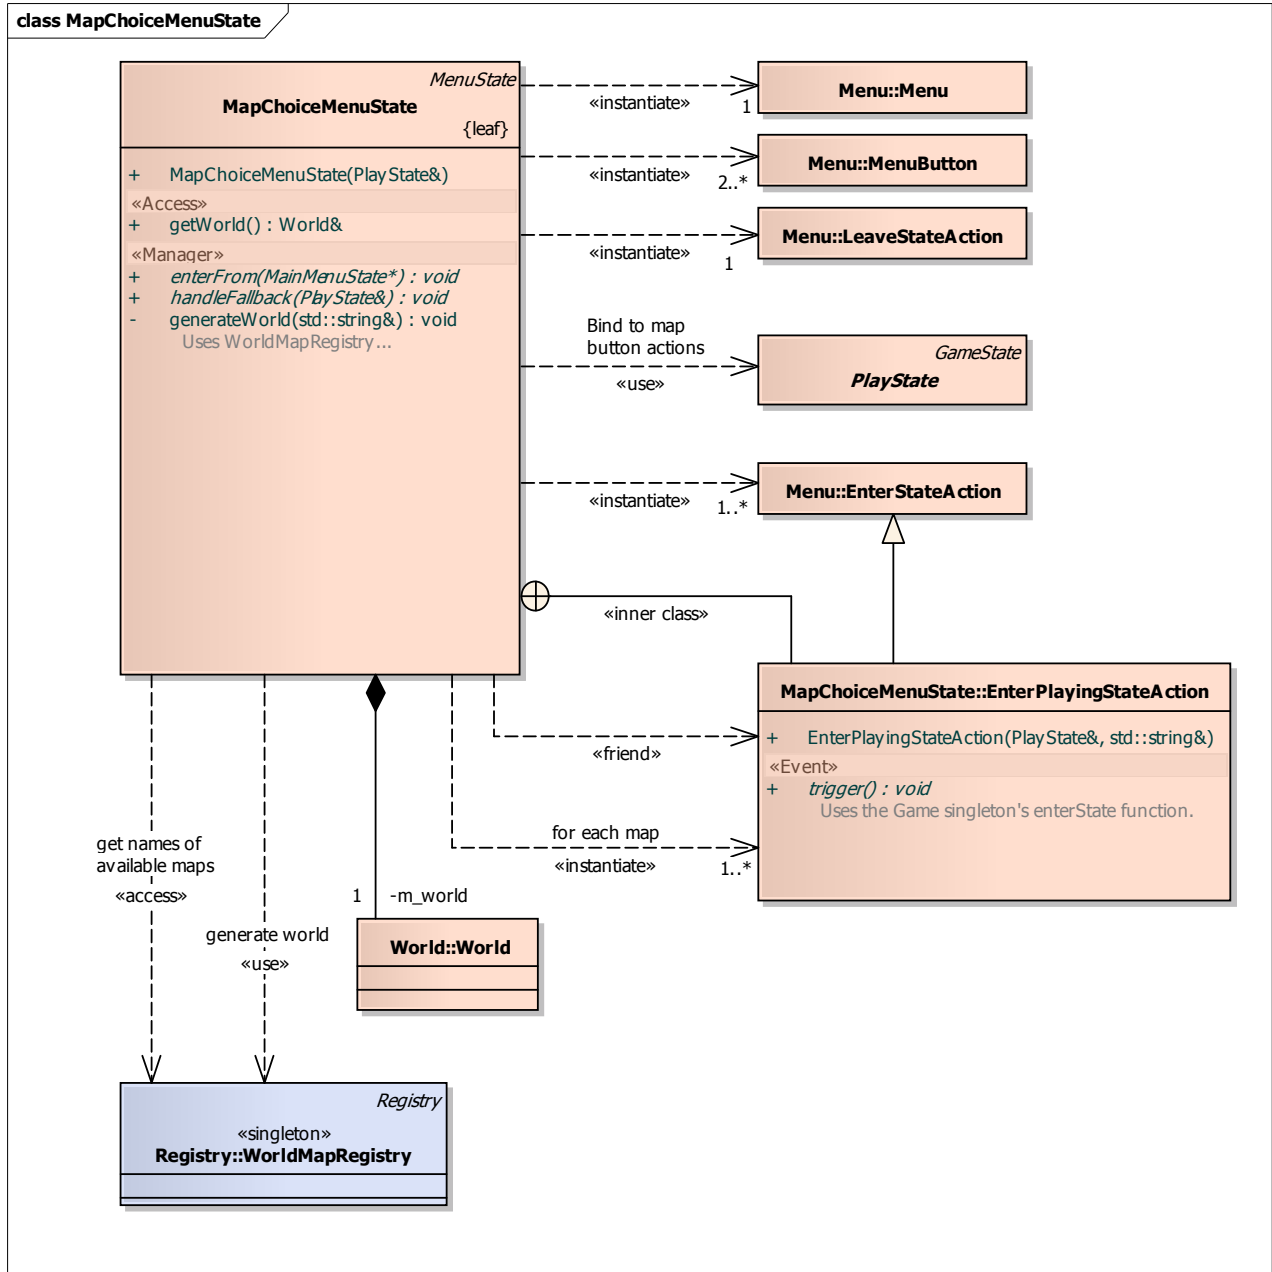 class MapChoiceMenuState
MenuState
MapChoiceMenuState
{leaf}
+ MapChoiceMenuState(PlayState&)
«Access»
+ getWorld() : World&
«Manager»
+ enterFrom(MainMenuState*) : void
+ handleFallback(PlayState&) : void
- generateWorld(std::string&) : void
Uses WorldMapRegistry...
«instantiate»
1
Menu::Menu
«instantiate»
2..*
Menu::MenuButton
«instantiate»
1
Menu::LeaveStateAction
Bind to map
button actions
«use»
GameState
PlayState
«instantiate»
1..*
Menu::EnterStateAction
«inner class»
MapChoiceMenuState::EnterPlayingStateAction
+ EnterPlayingStateAction(PlayState&, std::string&)
«Event»
+ trigger() : void
Uses the Game singleton's enterState function.
«friend»
for each map
«instantiate»
1..*
get names of
available maps
«access»
generate world
«use»
1
-m_world
World::World
Registry
«singleton»
Registry::WorldMapRegistry